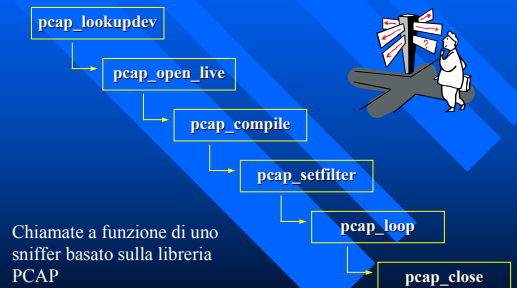 pcap_lookupdev
?
pcap_open_live
pcap_compile
pcap_setfilter
pcap_loop
Chiamate a funzione di uno
sniffer basato sulla libreria
PCAP
pcap_close